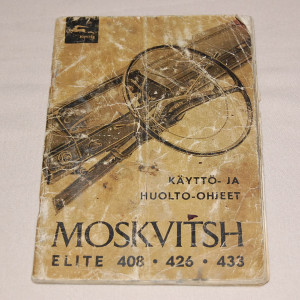 KÄYTTÖ- JA
HUOLTO-OHJEET
MOSKVITSH
ELITE 408 • 426 • 433